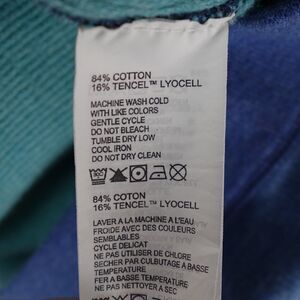 84% COTTON
16% TENCEL™ LYOCELL
MACHINE WASH COLD
WITH LIKE COLORS
GENTLE CYCLE
DO NOT BLEACH
TUMBLE DRY LOW
COOL IRON
DO NOT DRY CLEAN
84% COTTON
16% TENCEL™ LYOCELL
LAVER A LA MACHINE A L'EAU
FROIDE AVEC DES COULEURS
SEMBLABLES
CYCLE DELICAT
NE PAS UTILISER DE CHLORE
SECHER PAR CULBUTAGE A BASSE
TEMPERATURE
FER A BASSE TEMPERATURE
NE PAS NETTOYER A SEC